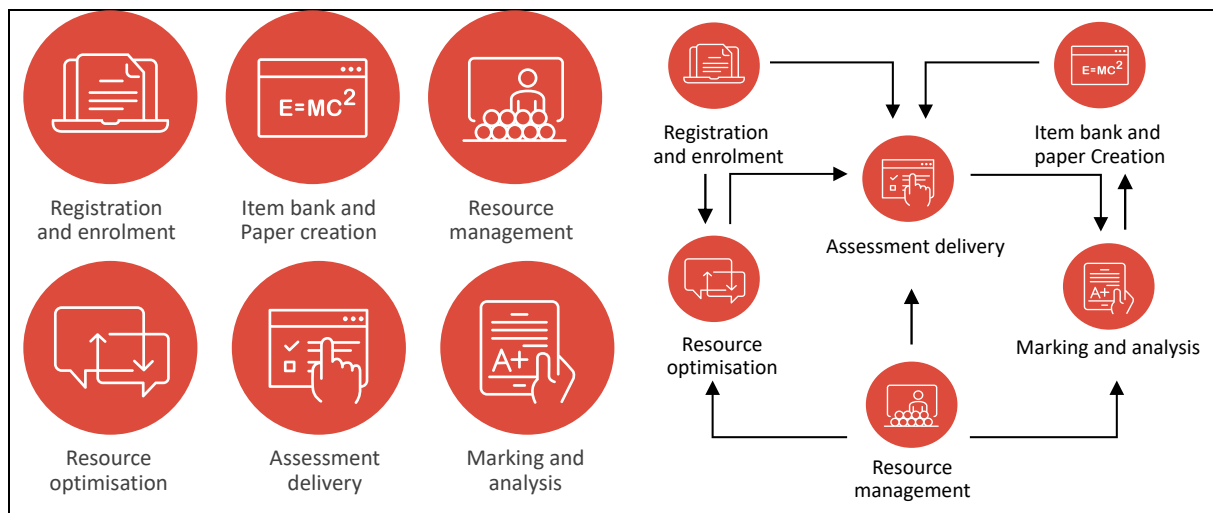 E=MC²
Registration
and enrolment
Item bank and
Paper creation
Resource
management
A+
Resource
optimisation
Assessment
delivery
Marking and
analysis
E=MC²
Registration
and enrolment
Item bank and
paper Creation
Assessment delivery
A+
Resource
optimisation
Marking and analysis
Resource
management